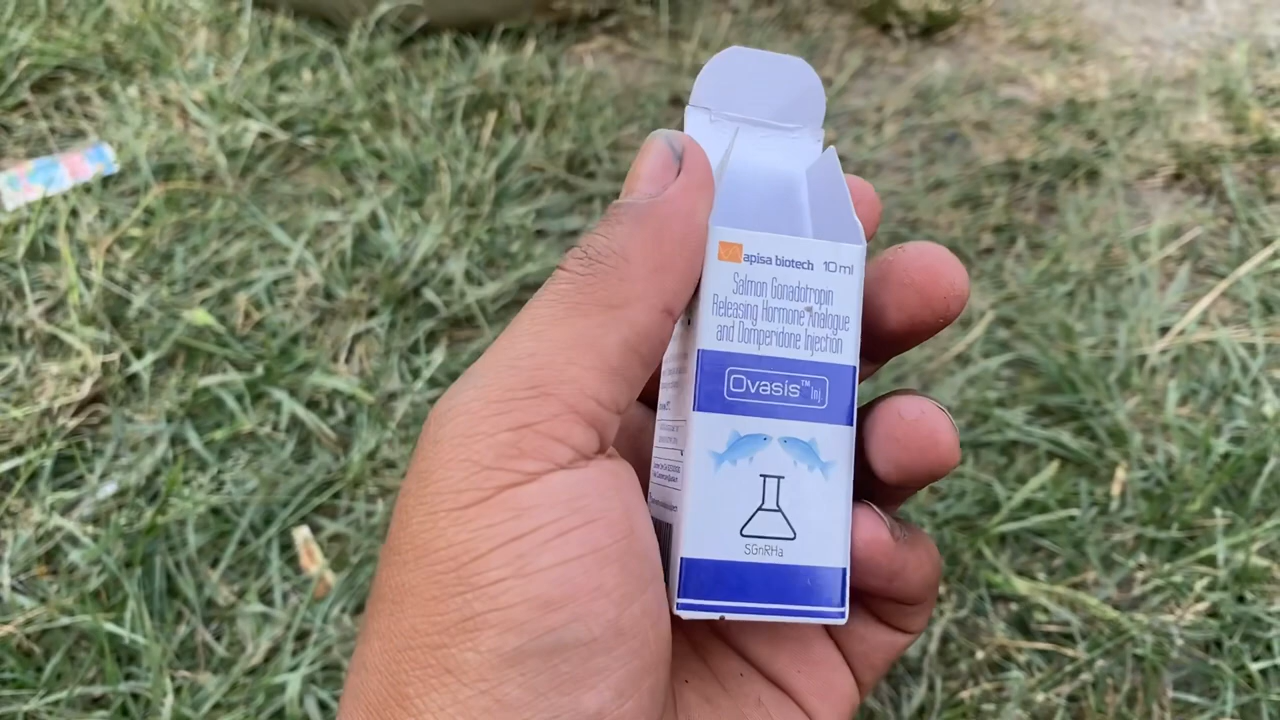 apisa biotech 10 ml
Salmon Gonadotropin
Releasing Hormone Analogue
and Domperidone Injection
Ovasis™ Inj.
SGnRHa